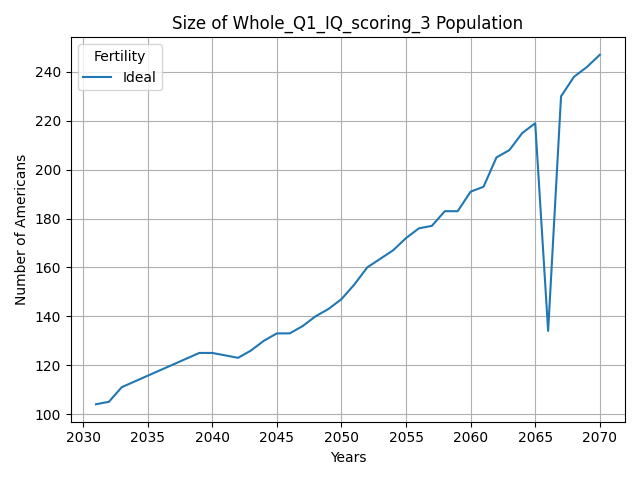 Size of Whole_Q1_IQ_scoring_3 Population
Fertility
Ideal
Number of Americans
240
220
200
180
160
140
120
100
2030 2035 2040 2045 2050 2055 2060 2065 2070
Years